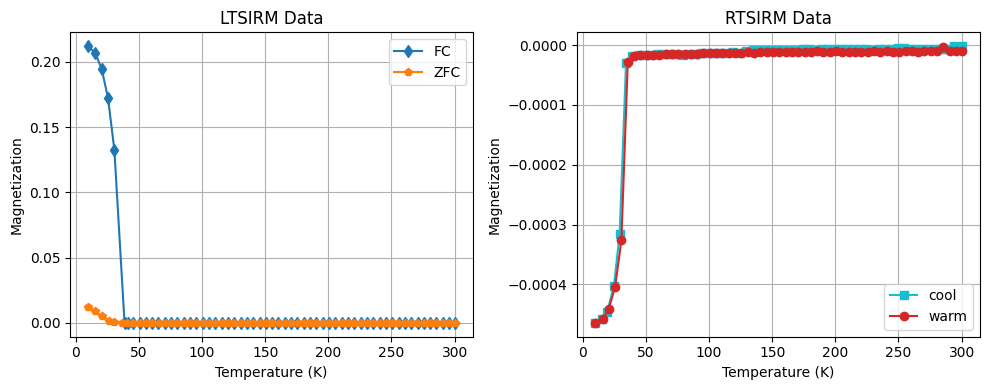 LTSIRM Data
FC
ZFC
Magnetization
0.20
0.15
0.10
0.05
0.00
0 50 100 150 200 250 300
Temperature (K)
RTSIRM Data
cool
warm
Magnetization
0.0000
−0.0001
−0.0002
−0.0003
−0.0004
0 50 100 150 200 250 300
Temperature (K)